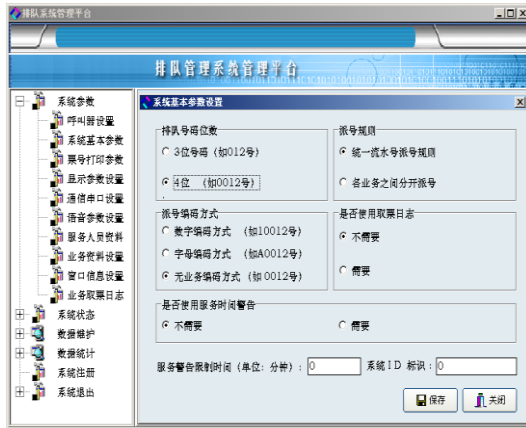 排队系统管理平台
排队管理系统管理平台
系统参数
呼叫器设置
系统基本参数
票号打印参数
显示参数设置
通信串口设置
语音参数设置
服务人员资料
业务资料设置
窗口信息设置
业务取票日志
系统状态
数据维护
数据统计
系统注册
系统退出
系统基本参数设置
排队号码位数
3位号码 (如012号)
4位 (如0012号)
派号规则
统一流水号派号规则
各业务之间分开派号
派号编码方式
数字编码方式 (如10012号)
字母编码方式 (如A0012号)
无业务编码方式 (如0012号)
是否使用取票日志
不需要
需要
是否使用服务时间警告
不需要
需要
服务警告限制时间 (单位: 分钟) : 0
系统ID 标识 : 0
保存
关闭